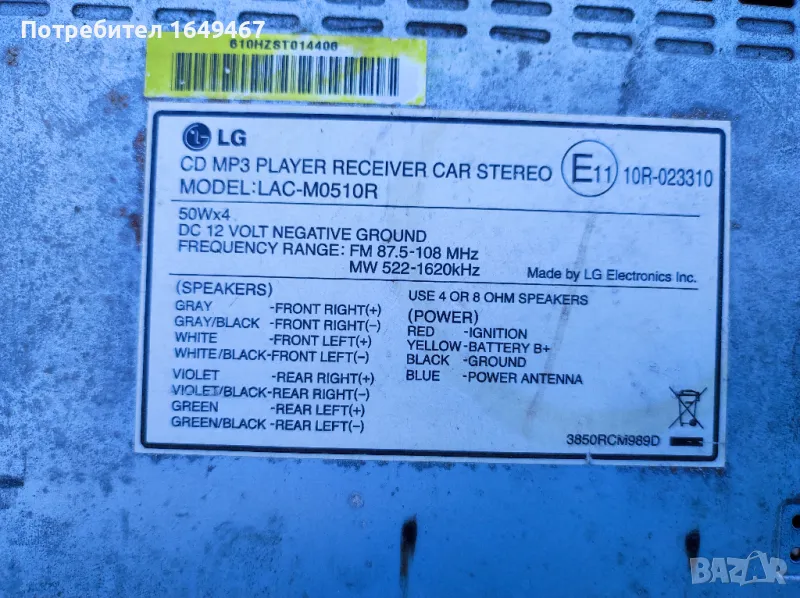 Потребител 1649467
610HZST014406
LG
CD MP3 PLAYER RECEIVER CAR STEREO
MODEL:LAC-M0510R
E11 10R-023310
50Wx4
DC 12 VOLT NEGATIVE GROUND
FREQUENCY RANGE: FM 87.5-108 MHz
MW 522-1620kHz
Made by LG Electronics Inc.
(SPEAKERS)
GRAY -FRONT RIGHT(+)
GRAY/BLACK -FRONT RIGHT(-)
WHITE -FRONT LEFT(+)
WHITE/BLACK-FRONT LEFT(-)
VIOLET -REAR RIGHT(+)
VIOLET/BLACK-REAR RIGHT(-)
GREEN -REAR LEFT(+)
GREEN/BLACK -REAR LEFT(-)
USE 4 OR 8 OHM SPEAKERS
(POWER)
RED -IGNITION
YELLOW-BATTERY B+
BLACK -GROUND
BLUE -POWER ANTENNA
3850RCM989D
BAZAR